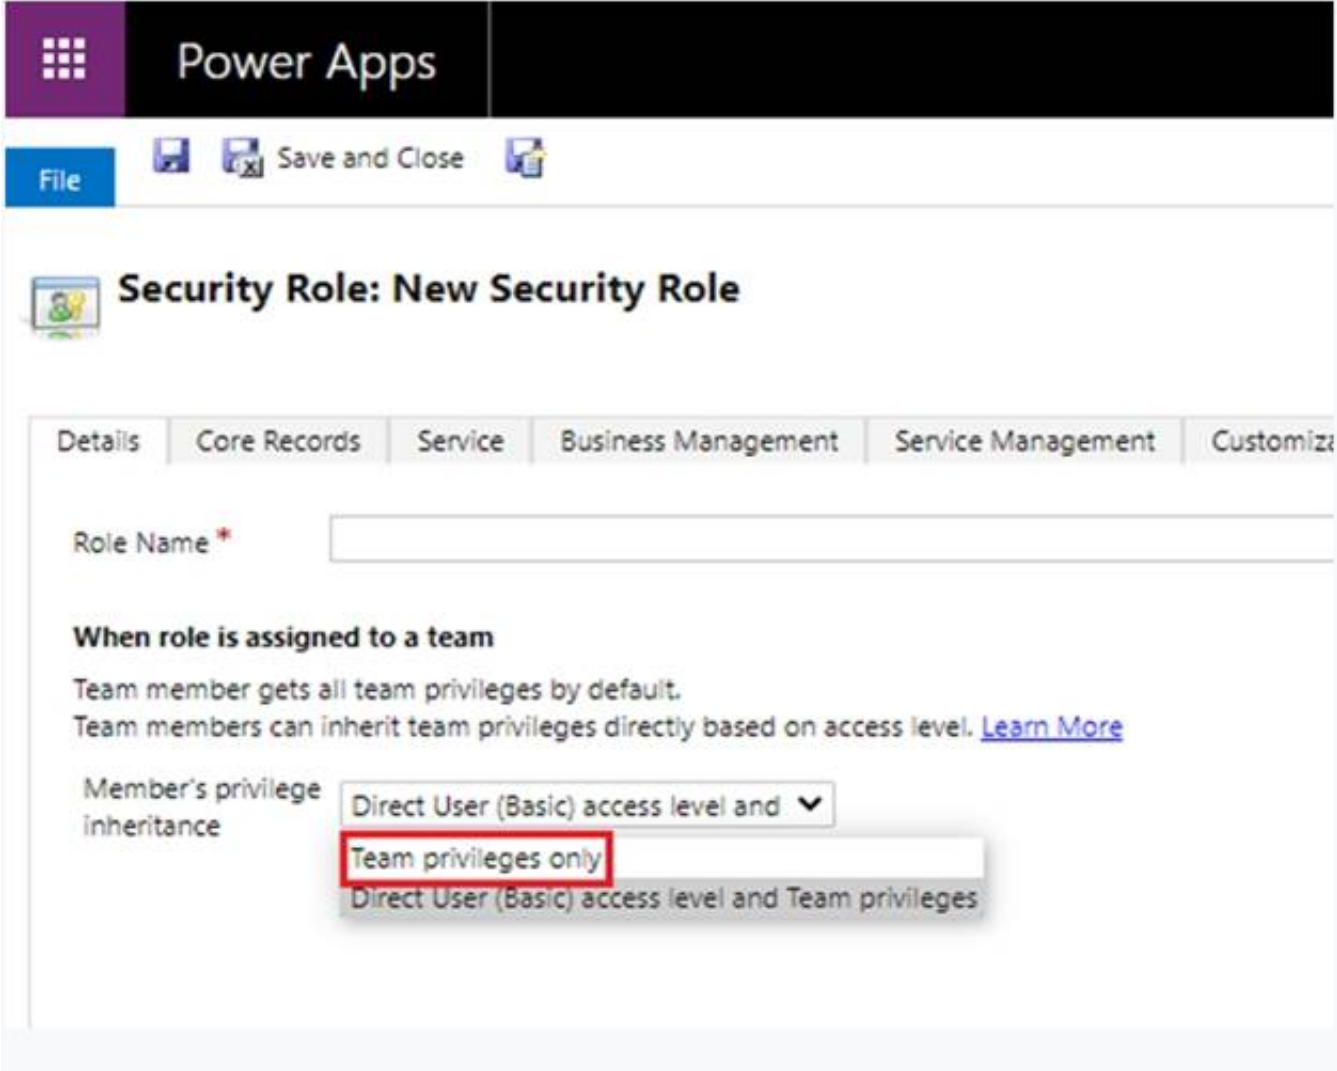 Power Apps
File
Save and Close
Security Role: New Security Role
Details Core Records Service Business Management Service Management Customiza
Role Name *
When role is assigned to a team
Team member gets all team privileges by default.
Team members can inherit team privileges directly based on access level. Learn More
Member's privilege
inheritance
Direct User (Basic) access level and
Team privileges only
Direct User (Basic) access level and Team privileges